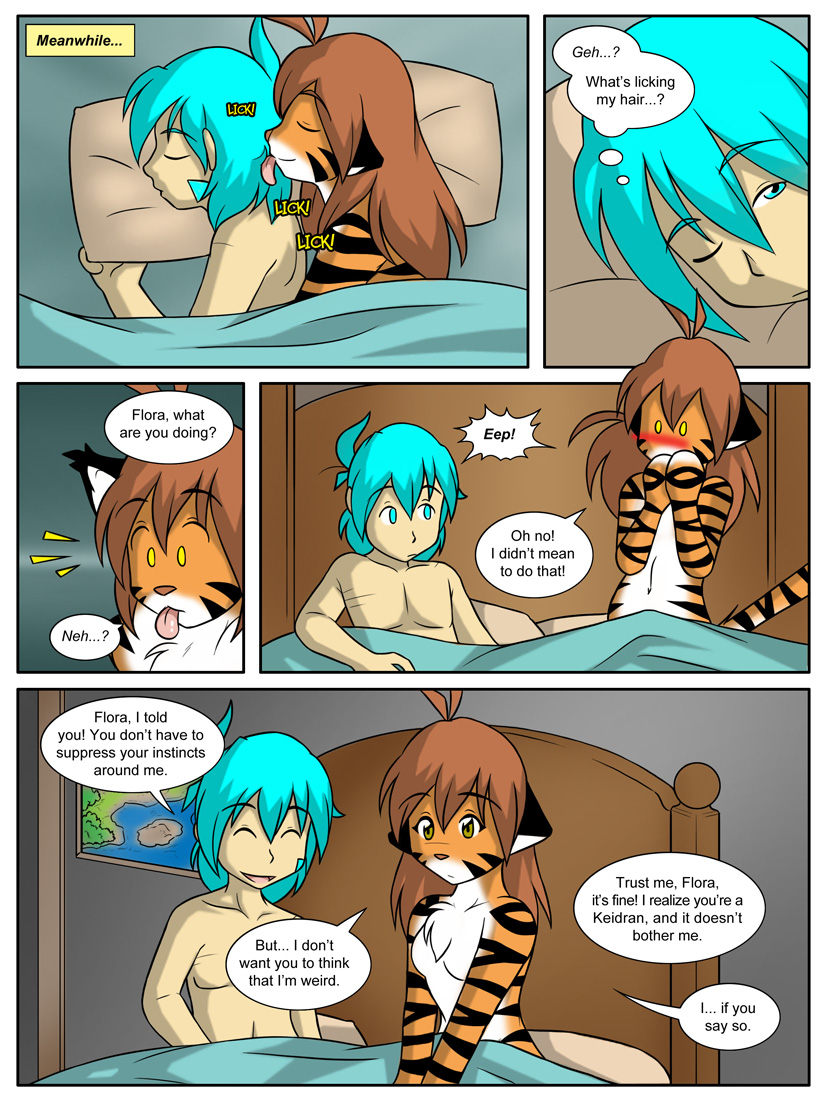 Meanwhile...
LICK!
LICK!
LICK!
Geh...?
What's licking
my hair...?
Flora, what
are you doing?
Neh...?
Eep!
Oh no!
I didn't mean
to do that!
Flora, I told
you! You don't have to
suppress your instincts
around me.
But... I don't
want you to think
that I'm weird.
Trust me, Flora,
it's fine! I realize you're a
Keidran, and it doesn't
bother me.
I... if you
say so.